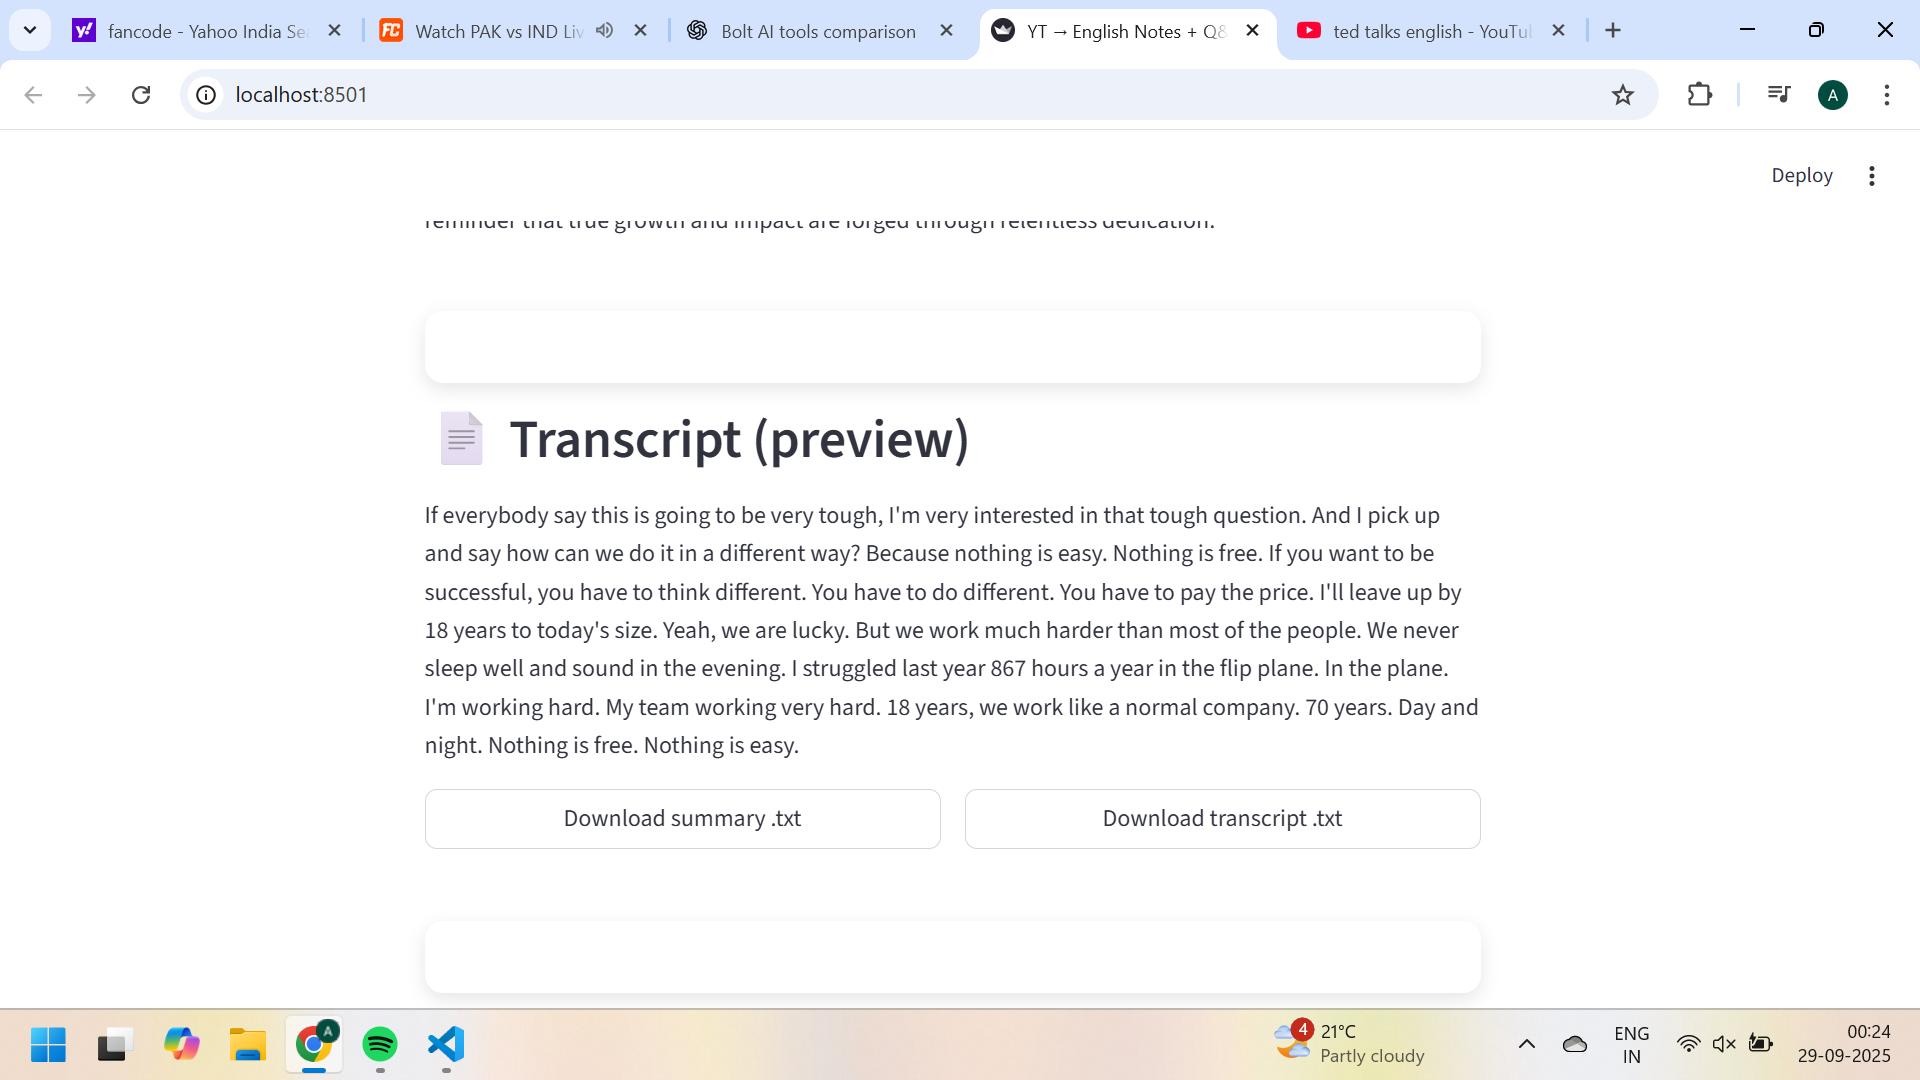 fancode - Yahoo India Se
Watch PAK vs IND Liv
Bolt AI tools comparison
YT → English Notes + Q&
ted talks english - YouTu
localhost:8501
A
Deploy
reminder that true growth and impact are forged through relentless dedication.
Transcript (preview)
If everybody say this is going to be very tough, I'm very interested in that tough question. And I pick up
and say how can we do it in a different way? Because nothing is easy. Nothing is free. If you want to be
successful, you have to think different. You have to do different. You have to pay the price. I'll leave up by
18 years to today's size. Yeah, we are lucky. But we work much harder than most of the people. We never
sleep well and sound in the evening. I struggled last year 867 hours a year in the flip plane. In the plane.
I'm working hard. My team working very hard. 18 years, we work like a normal company. 70 years. Day and
night. Nothing is free. Nothing is easy.
Download summary .txt
Download transcript .txt
A
4
21°C
Partly cloudy
ENG
IN
00:24
29-09-2025